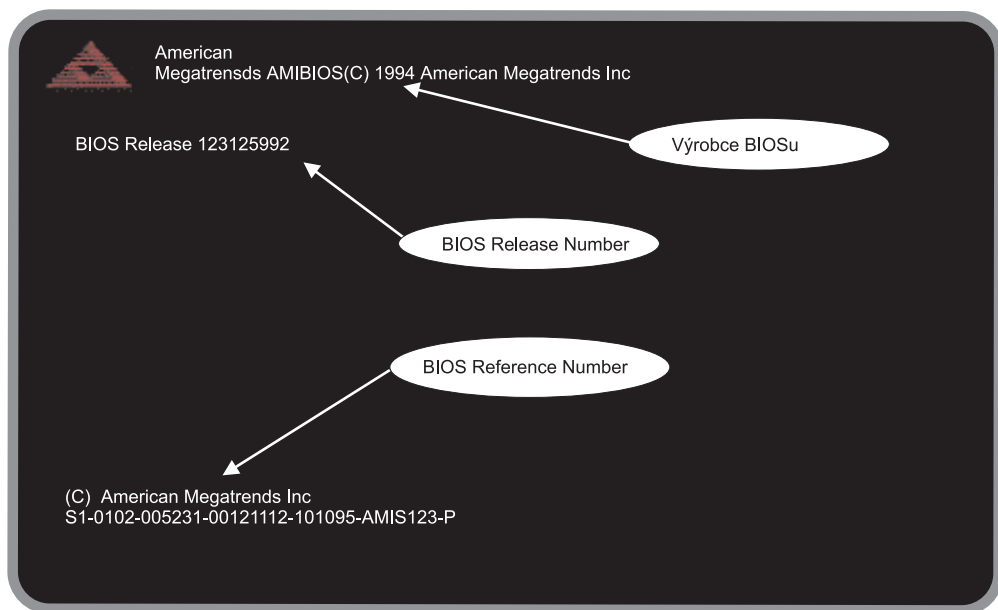 American
Megatrensds AMIBIOS(C) 1994 American Megatrends Inc
BIOS Release 123125992
Výrobce BIOSu
BIOS Release Number
BIOS Reference Number
(C) American Megatrends Inc
S1-0102-005231-00121112-101095-AMIS123-P